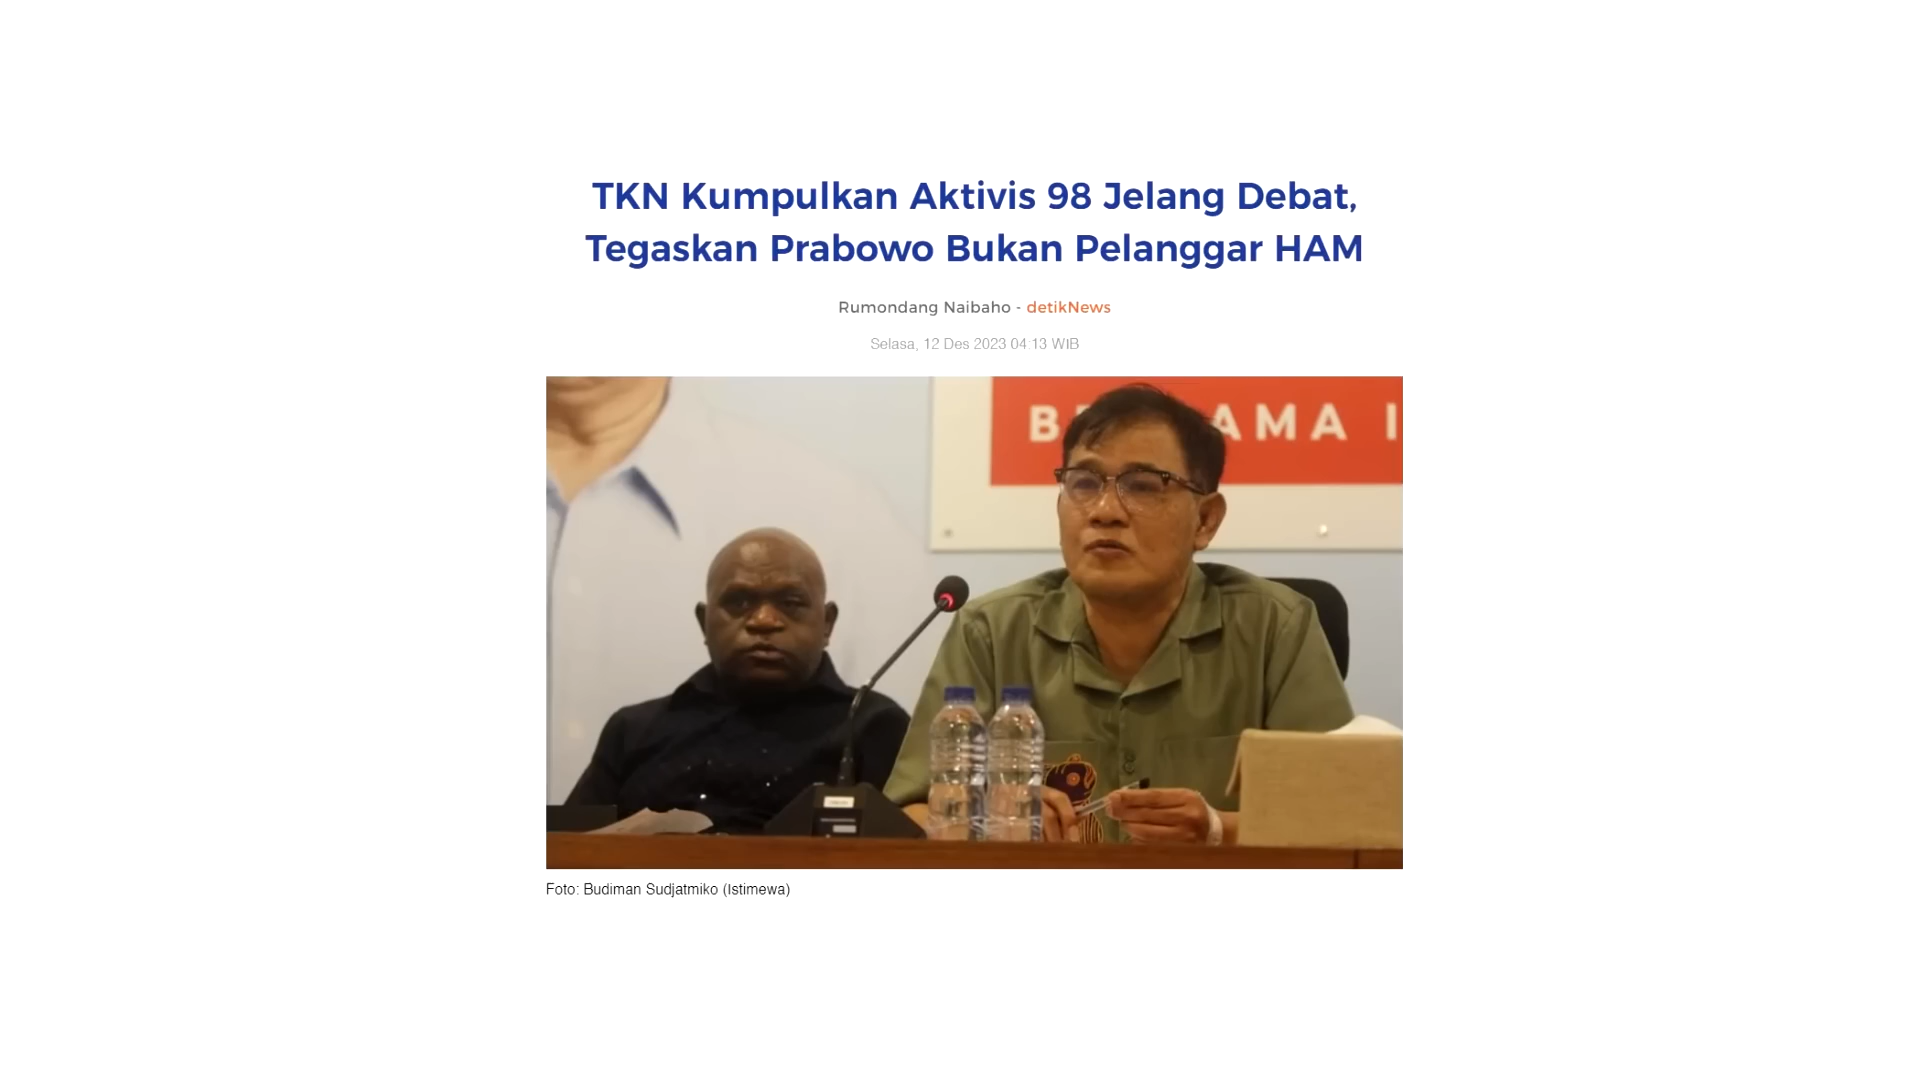 TKN Kumpulkan Aktivis 98 Jelang Debat,
Tegaskan Prabowo Bukan Pelanggar HAM
Rumondang Naibaho - detikNews
Selasa, 12 Des 2023 04:13 WIB
Foto: Budiman Sudjatmiko (Istimewa)